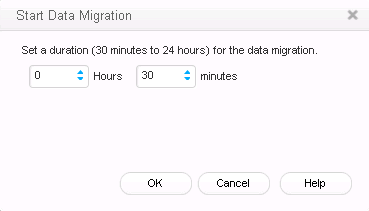 Start Data Migration
Set a duration (30 minutes to 24 hours) for the data migration.
0 Hours 30 minutes
OK Cancel Help